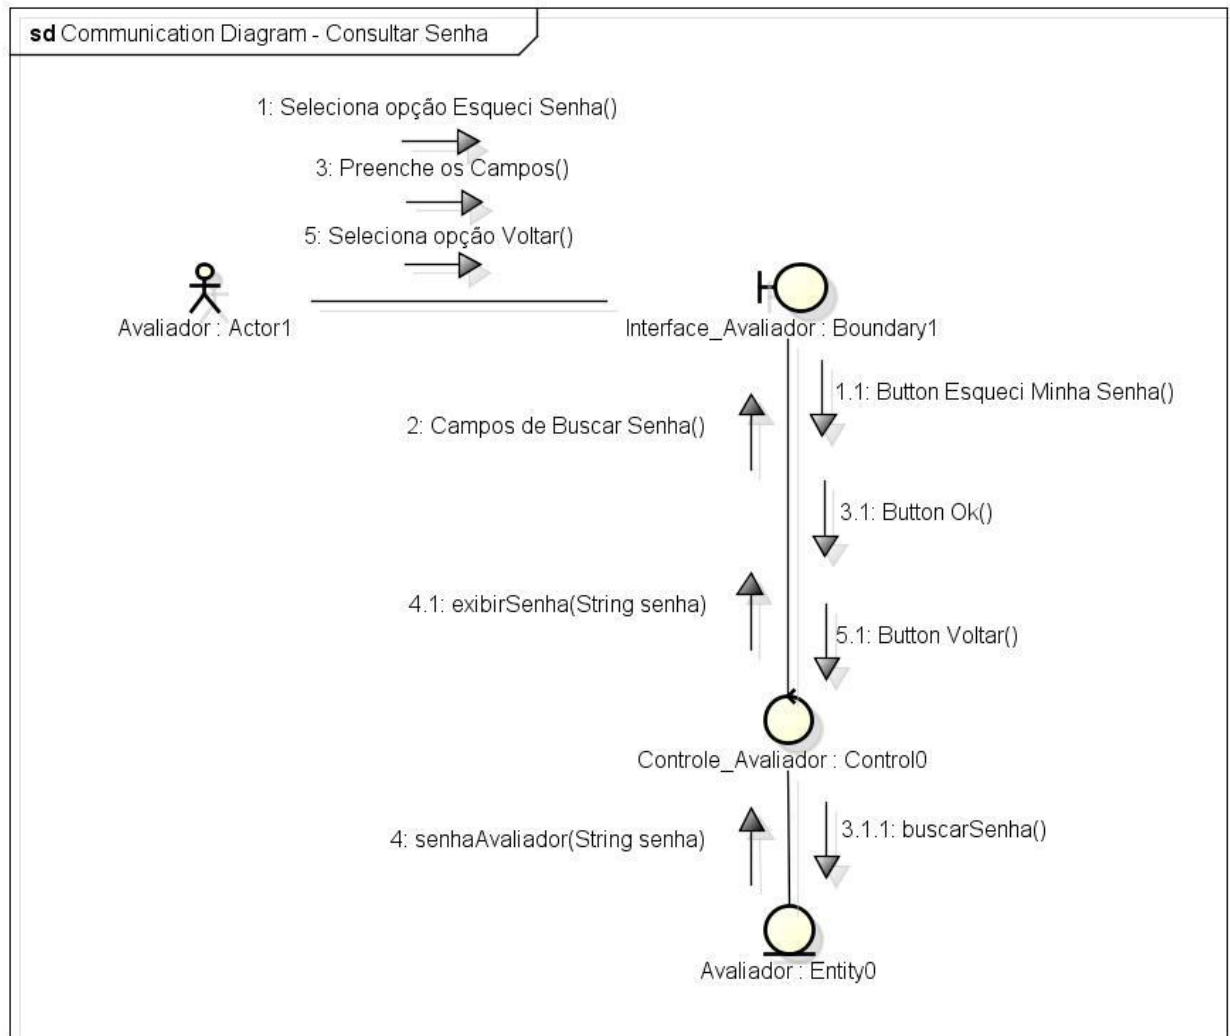 sd Communication Diagram - Consultar Senha
1: Seleciona opção Esqueci Senha()
3: Preenche os Campos()
5: Seleciona opção Voltar()
Avaliador : Actor1
Interface_Avaliador : Boundary1
1.1: Button Esqueci Minha Senha()
2: Campos de Buscar Senha()
3.1: Button Ok()
4.1: exibirSenha(String senha)
5.1: Button Voltar()
Controle_Avaliador : Control0
4: senhaAvaliador(String senha)
3.1.1: buscarSenha()
Avaliador : Entity0